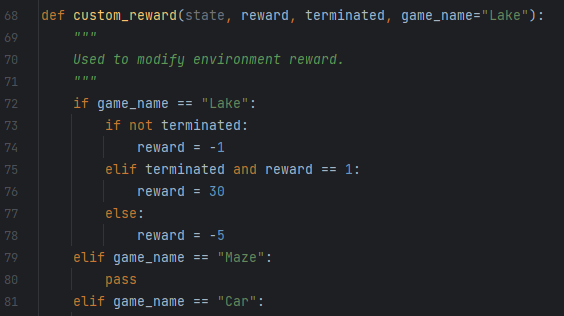 68 def custom_reward(state, reward, terminated, game_name="Lake"):
69     """
70     Used to modify environment reward.
71     """
72     if game_name == "Lake":
73         if not terminated:
74             reward = -1
75         elif terminated and reward == 1:
76             reward = 30
77         else:
78             reward = -5
79     elif game_name == "Maze":
80         pass
81     elif game_name == "Car":